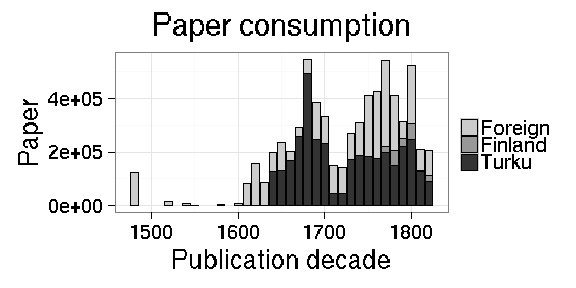 Paper consumption
Paper
4e+05
2e+05
0e+00
1500 1600 1700 1800
Publication decade
Foreign
Finland
Turku